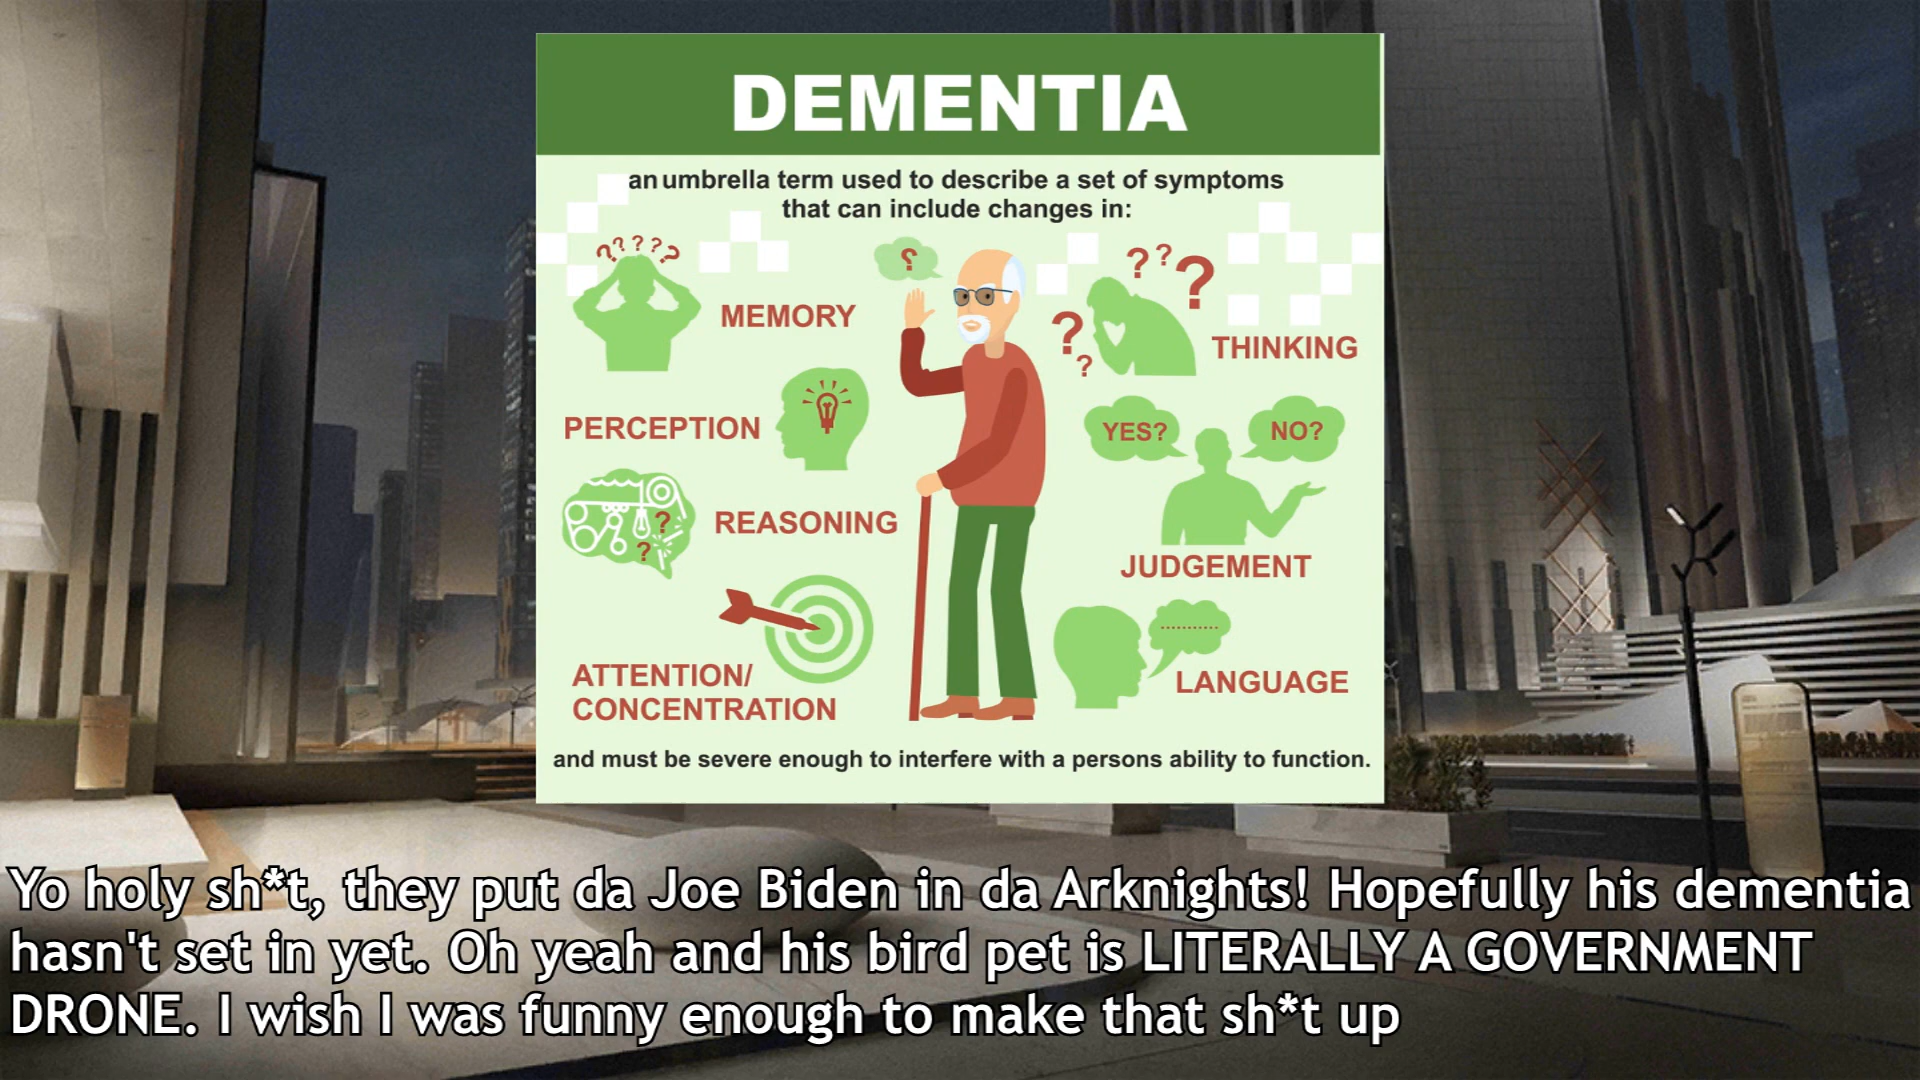 DEMENTIA
an umbrella term used to describe a set of symptoms
that can include changes in:
????? 
?
? ? ?
? ?
MEMORY
THINKING
PERCEPTION
YES?
NO?
REASONING
?
?
JUDGEMENT
ATTENTION/
CONCENTRATION
...........
LANGUAGE
and must be severe enough to interfere with a persons ability to function.
Yo holy sh*t, they put da Joe Biden in da Arknights! Hopefully his dementia
hasn't set in yet. Oh yeah and his bird pet is LITERALLY A GOVERNMENT
DRONE. I wish I was funny enough to make that sh*t up